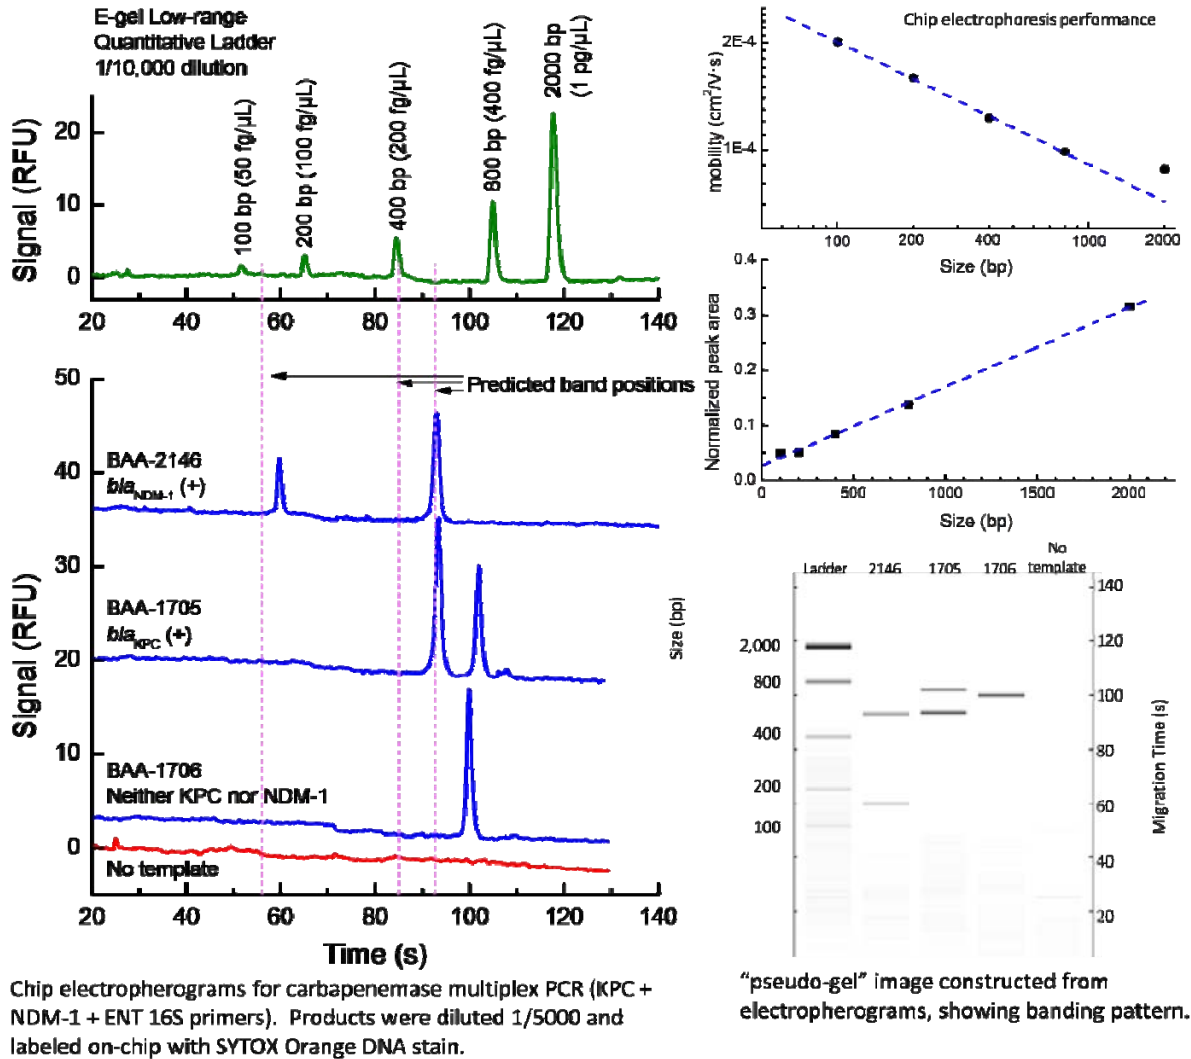 E-gel Low-range
Quantitative Ladder
1/10,000 dilution
100 bp (50 fg/µL)
200 bp (100 fg/µL)
400 bp (200 fg/µL)
800 bp (400 fg/µL)
2000 bp
(1 pg/µL)
Signal (RFU)
20
10
0
20 40 60 80 100 120 140
50
40
30
20
10
0
Signal (RFU)
Predicted band positions
BAA-2146
bla NDM-1 (+)
BAA-1705
bla KPC (+)
BAA-1706
Neither KPC nor NDM-1
No template
20 40 60 80 100 120 140
Time (s)
Chip electropherograms for carbapenemase multiplex PCR (KPC +
NDM-1 + ENT 16S primers). Products were diluted 1/5000 and
labeled on-chip with SYTOX Orange DNA stain.
Chip electrophoresis performance
mobility (cm²/V·s)
2E-4
1E-4
100 200 400 800 1000 2000
Size (bp)
Normalized peak area
0.4
0.3
0.2
0.1
0.0
0 500 1000 1500 2000
Size (bp)
Ladder 2146 1705 1706 No
template
Size (bp)
2,000
800
400
200
100
140
120
100
80
60
40
20
Migration Time (s)
“pseudo-gel” image constructed from
electropherograms, showing banding pattern.